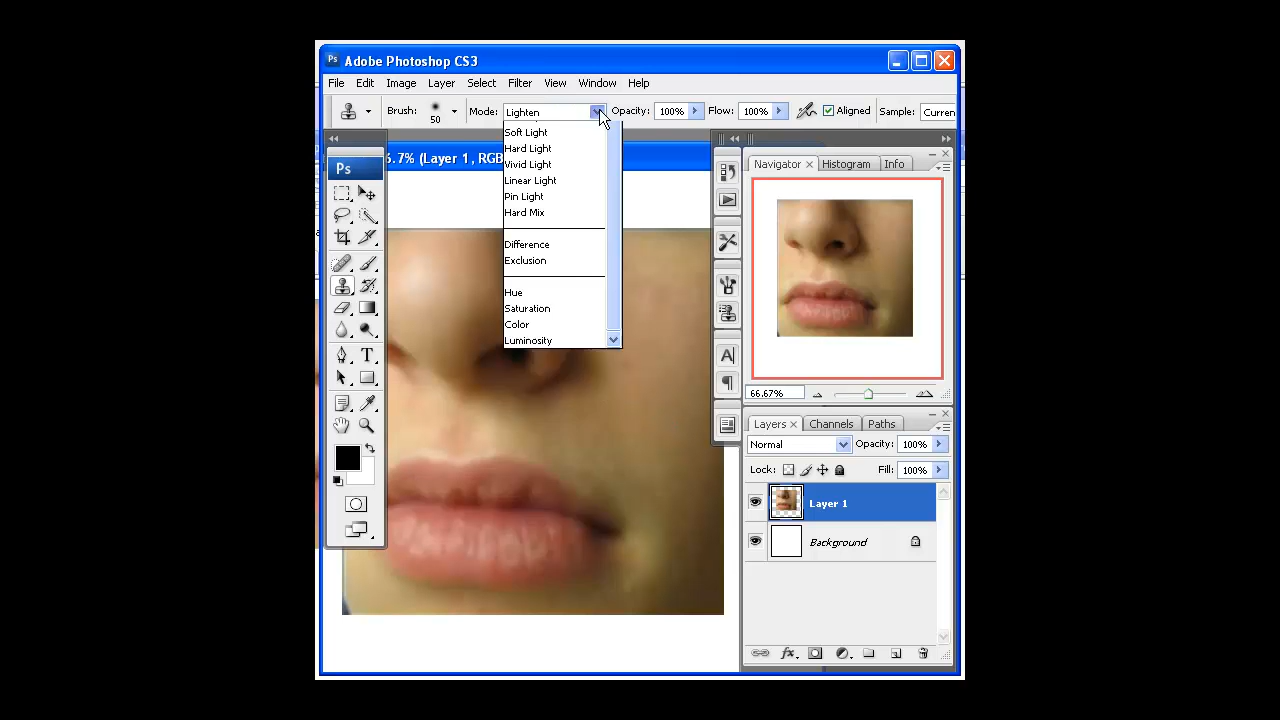 Ps Adobe Photoshop CS3
File Edit Image Layer Select Filter View Window Help
Brush: 50 Mode: Lighten Opacity: 100% Flow: 100% Aligned Sample: Curren
Ps
6.7% (Layer 1, RGB
Soft Light
Hard Light
Vivid Light
Linear Light
Pin Light
Hard Mix
Difference
Exclusion
Hue
Saturation
Color
Luminosity
T
A
Navigator Histogram Info
66.67%
Layers Channels Paths
Normal Opacity: 100%
Lock: Fill: 100%
Layer 1
Background
fx